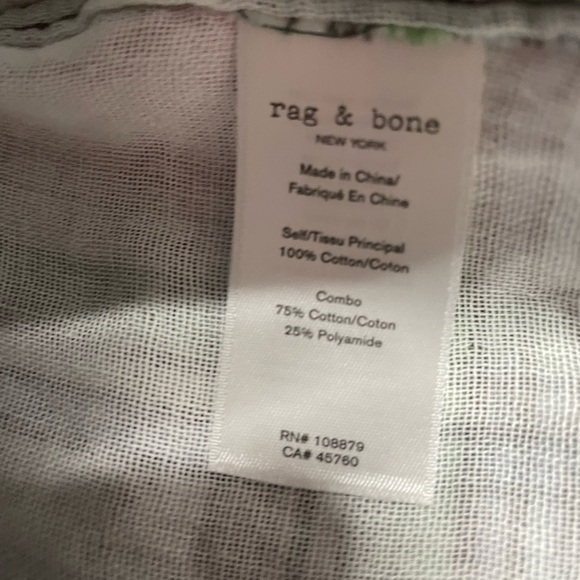 rag & bone
NEW YORK
Made in China/
Fabriqué En Chine
Self/Tissu Principal
100% Cotton/Coton
Combo
75% Cotton/Coton
25% Polyamide
RN# 108879
CA# 45760